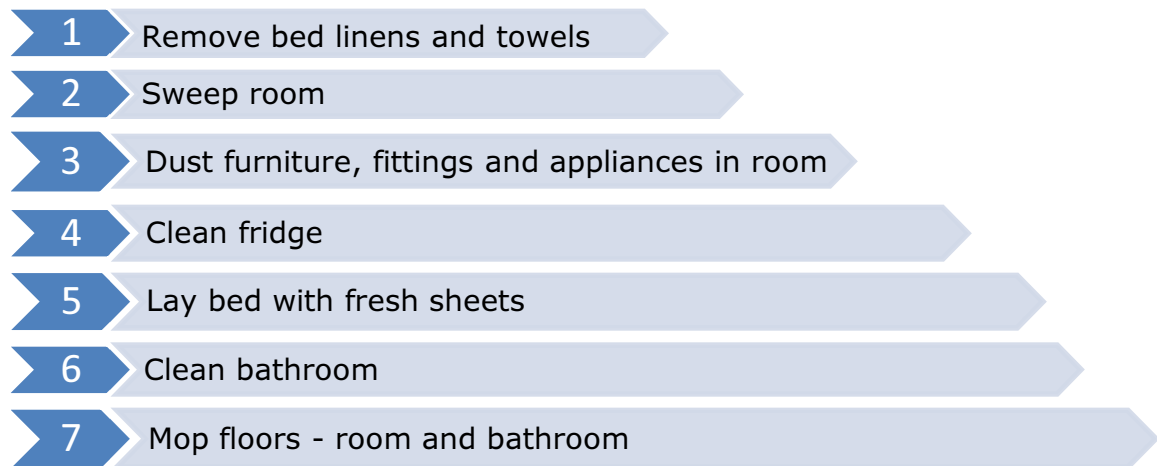 1 Remove bed linens and towels
2 Sweep room
3 Dust furniture, fittings and appliances in room
4 Clean fridge
5 Lay bed with fresh sheets
6 Clean bathroom
7 Mop floors - room and bathroom